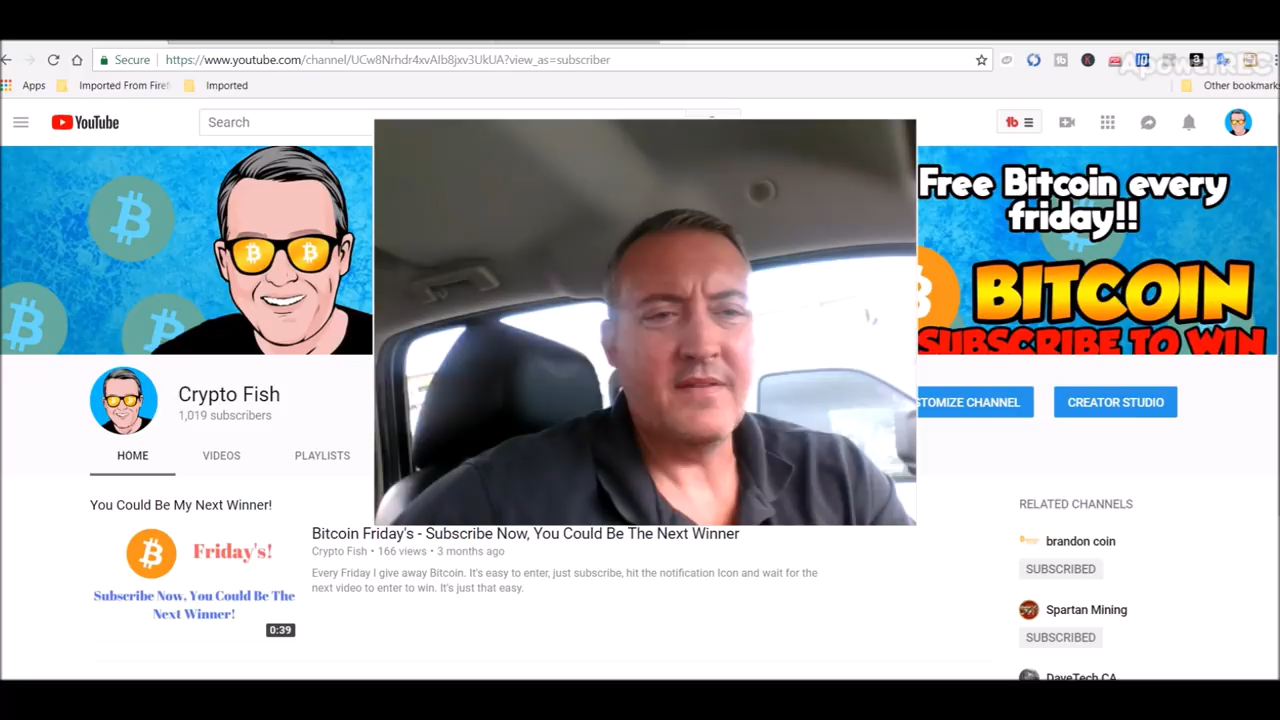 Secure
https://www.youtube.com/channel/UCw8Nrhdr4xvAIb8jxv3UkUA?view_as=subscriber
ApowerREC
Apps
Imported From Firef
Imported
Other bookmark
YouTube
Search
Free Bitcoin every
friday!!
BITCOIN
SUBSCRIBE TO WIN
Crypto Fish
1,019 subscribers
STOMIZE CHANNEL
CREATOR STUDIO
HOME
VIDEOS
PLAYLISTS
You Could Be My Next Winner!
RELATED CHANNELS
Friday's!
Subscribe Now, You Could Be The
Next Winner!
0:39
Bitcoin Friday's - Subscribe Now, You Could Be The Next Winner
Crypto Fish • 166 views • 3 months ago
Every Friday I give away Bitcoin. It's easy to enter, just subscribe, hit the notification Icon and wait for the
next video to enter to win. It's just that easy.
brandon coin
SUBSCRIBED
Spartan Mining
SUBSCRIBED
DaveTech CA